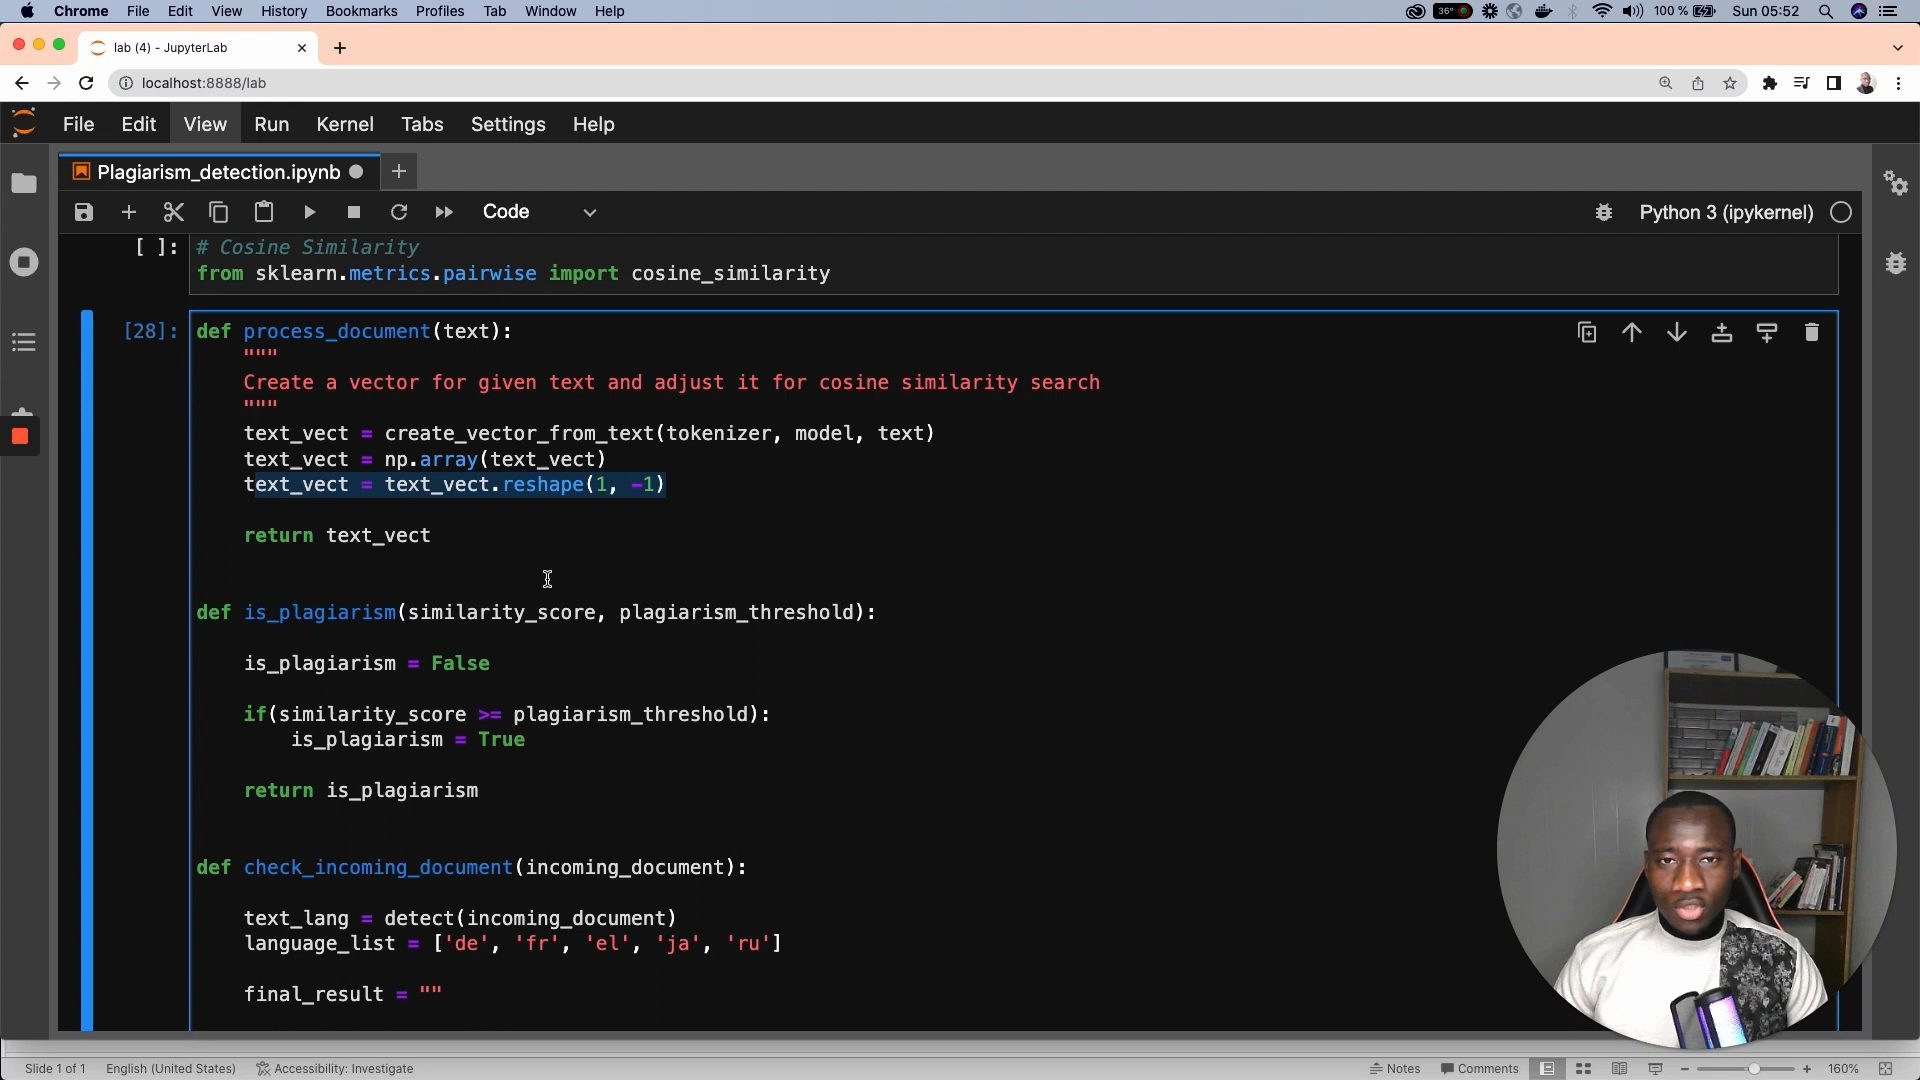 Chrome File Edit View History Bookmarks Profiles Tab Window Help 36° 100 % Sun 05:52
lab (4) - JupyterLab
localhost:8888/lab
File Edit View Run Kernel Tabs Settings Help
Plagiarism_detection.ipynb
Code Python 3 (ipykernel)
[ ]: # Cosine Similarity
from sklearn.metrics.pairwise import cosine_similarity
[28]: def process_document(text):
"""
Create a vector for given text and adjust it for cosine similarity search
"""
text_vect = create_vector_from_text(tokenizer, model, text)
text_vect = np.array(text_vect)
text_vect = text_vect.reshape(1, -1)
return text_vect
def is_plagiarism(similarity_score, plagiarism_threshold):
is_plagiarism = False
if(similarity_score >= plagiarism_threshold):
is_plagiarism = True
return is_plagiarism
def check_incoming_document(incoming_document):
text_lang = detect(incoming_document)
language_list = ['de', 'fr', 'el', 'ja', 'ru']
final_result = ""
Slide 1 of 1 English (United States) Accessibility: Investigate Notes Comments 160%